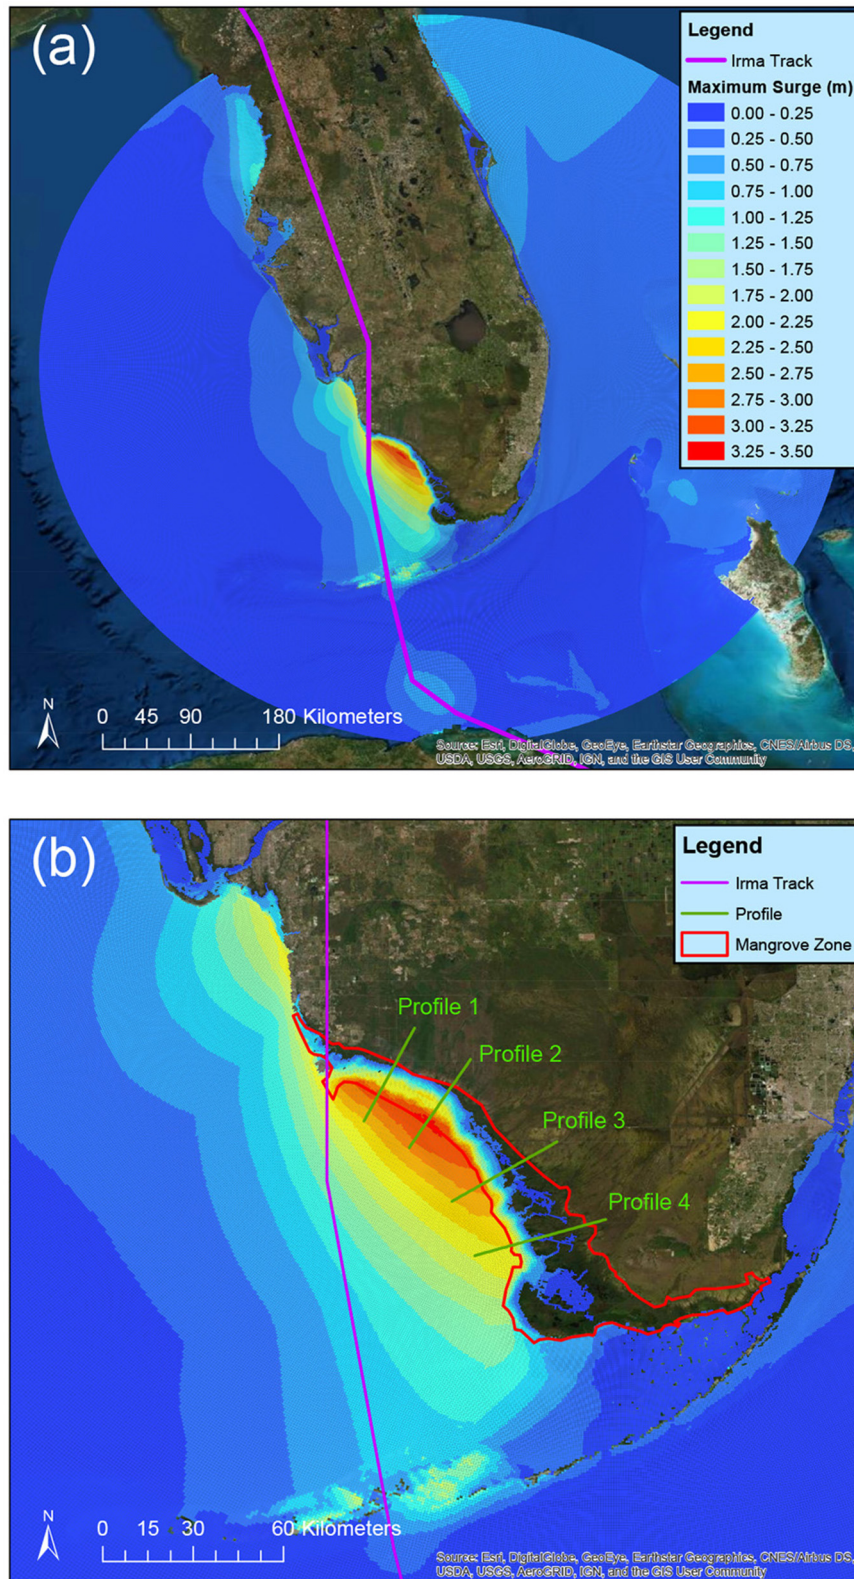 (a)
Legend
Irma Track
Maximum Surge (m)
0.00 - 0.25
0.25 - 0.50
0.50 - 0.75
0.75 - 1.00
1.00 - 1.25
1.25 - 1.50
1.50 - 1.75
1.75 - 2.00
2.00 - 2.25
2.25 - 2.50
2.50 - 2.75
2.75 - 3.00
3.00 - 3.25
3.25 - 3.50
N
0 45 90 180 Kilometers
Source: Esri, DigitalGlobe, GeoEye, Earthstar Geographics, CNES/Airbus DS,
USDA, USGS, AeroGRID, IGN, and the GIS User Community
(b)
Legend
Irma Track
Profile
Mangrove Zone
Profile 1
Profile 2
Profile 3
Profile 4
N
0 15 30 60 Kilometers
Source: Esri, DigitalGlobe, GeoEye, Earthstar Geographics, CNES/Airbus DS,
USDA, USGS, AeroGRID, IGN, and the GIS User Community